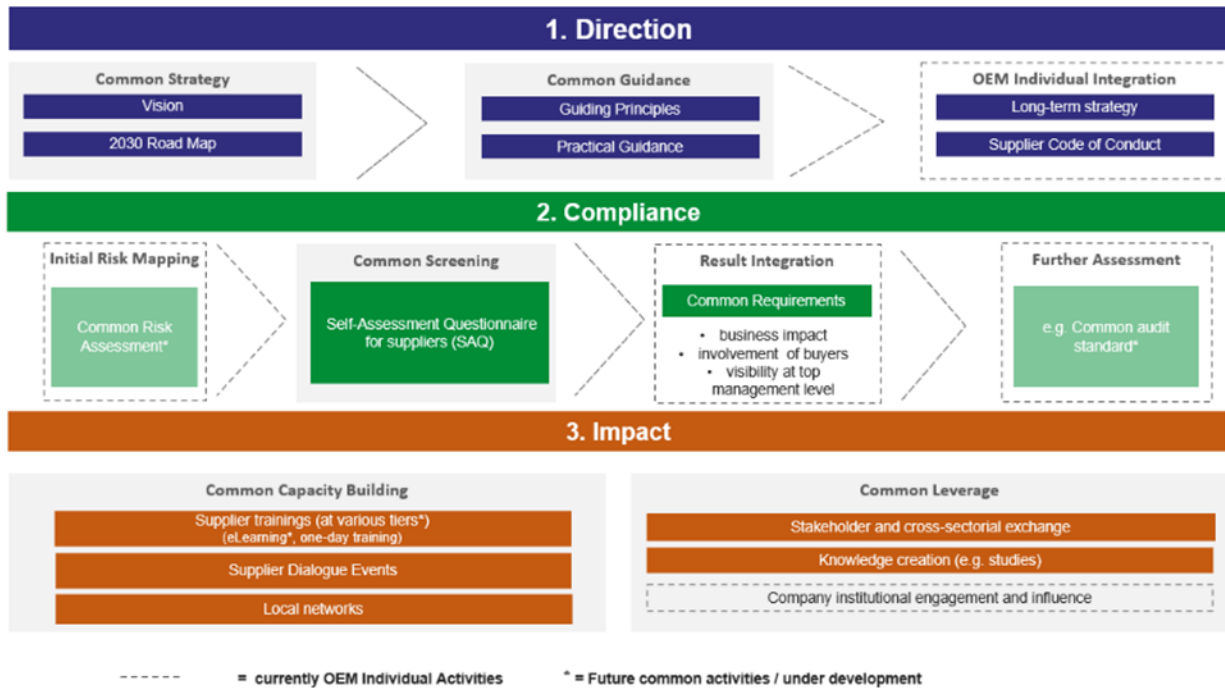 1. Direction
Common Strategy
Vision
2030 Road Map
Common Guidance
Guiding Principles
Practical Guidance
OEM Individual Integration
Long-term strategy
Supplier Code of Conduct
2. Compliance
Initial Risk Mapping
Common Risk
Assessment*
Common Screening
Self-Assessment Questionnaire
for suppliers (SAQ)
Result Integration
Common Requirements
• business impact
• involvement of buyers
• visibility at top
management level
Further Assessment
e.g. Common audit
standard*
3. Impact
Common Capacity Building
Supplier trainings (at various tiers*)
(eLearning*, one-day training)
Supplier Dialogue Events
Local networks
Common Leverage
Stakeholder and cross-sectorial exchange
Knowledge creation (e.g. studies)
Company institutional engagement and influence
= currently OEM Individual Activities
* = Future common activities / under development